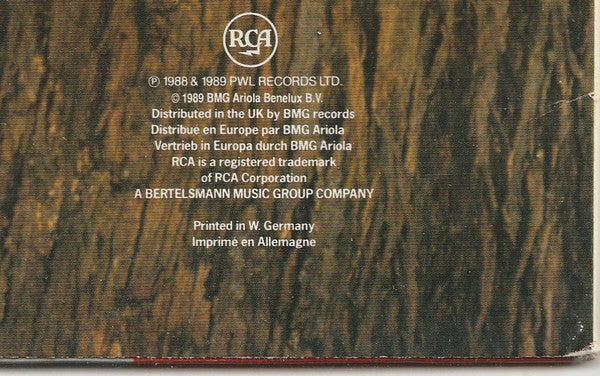 RCA
℗ 1988 & 1989 PWL RECORDS LTD.
© 1989 BMG Ariola Benelux B.V.
Distributed in the UK by BMG records
Distribué en Europe par BMG Ariola
Vertrieb in Europa durch BMG Ariola
RCA is a registered trademark
of RCA Corporation
A BERTELSMANN MUSIC GROUP COMPANY
Printed in W. Germany
Imprimé en Allemagne